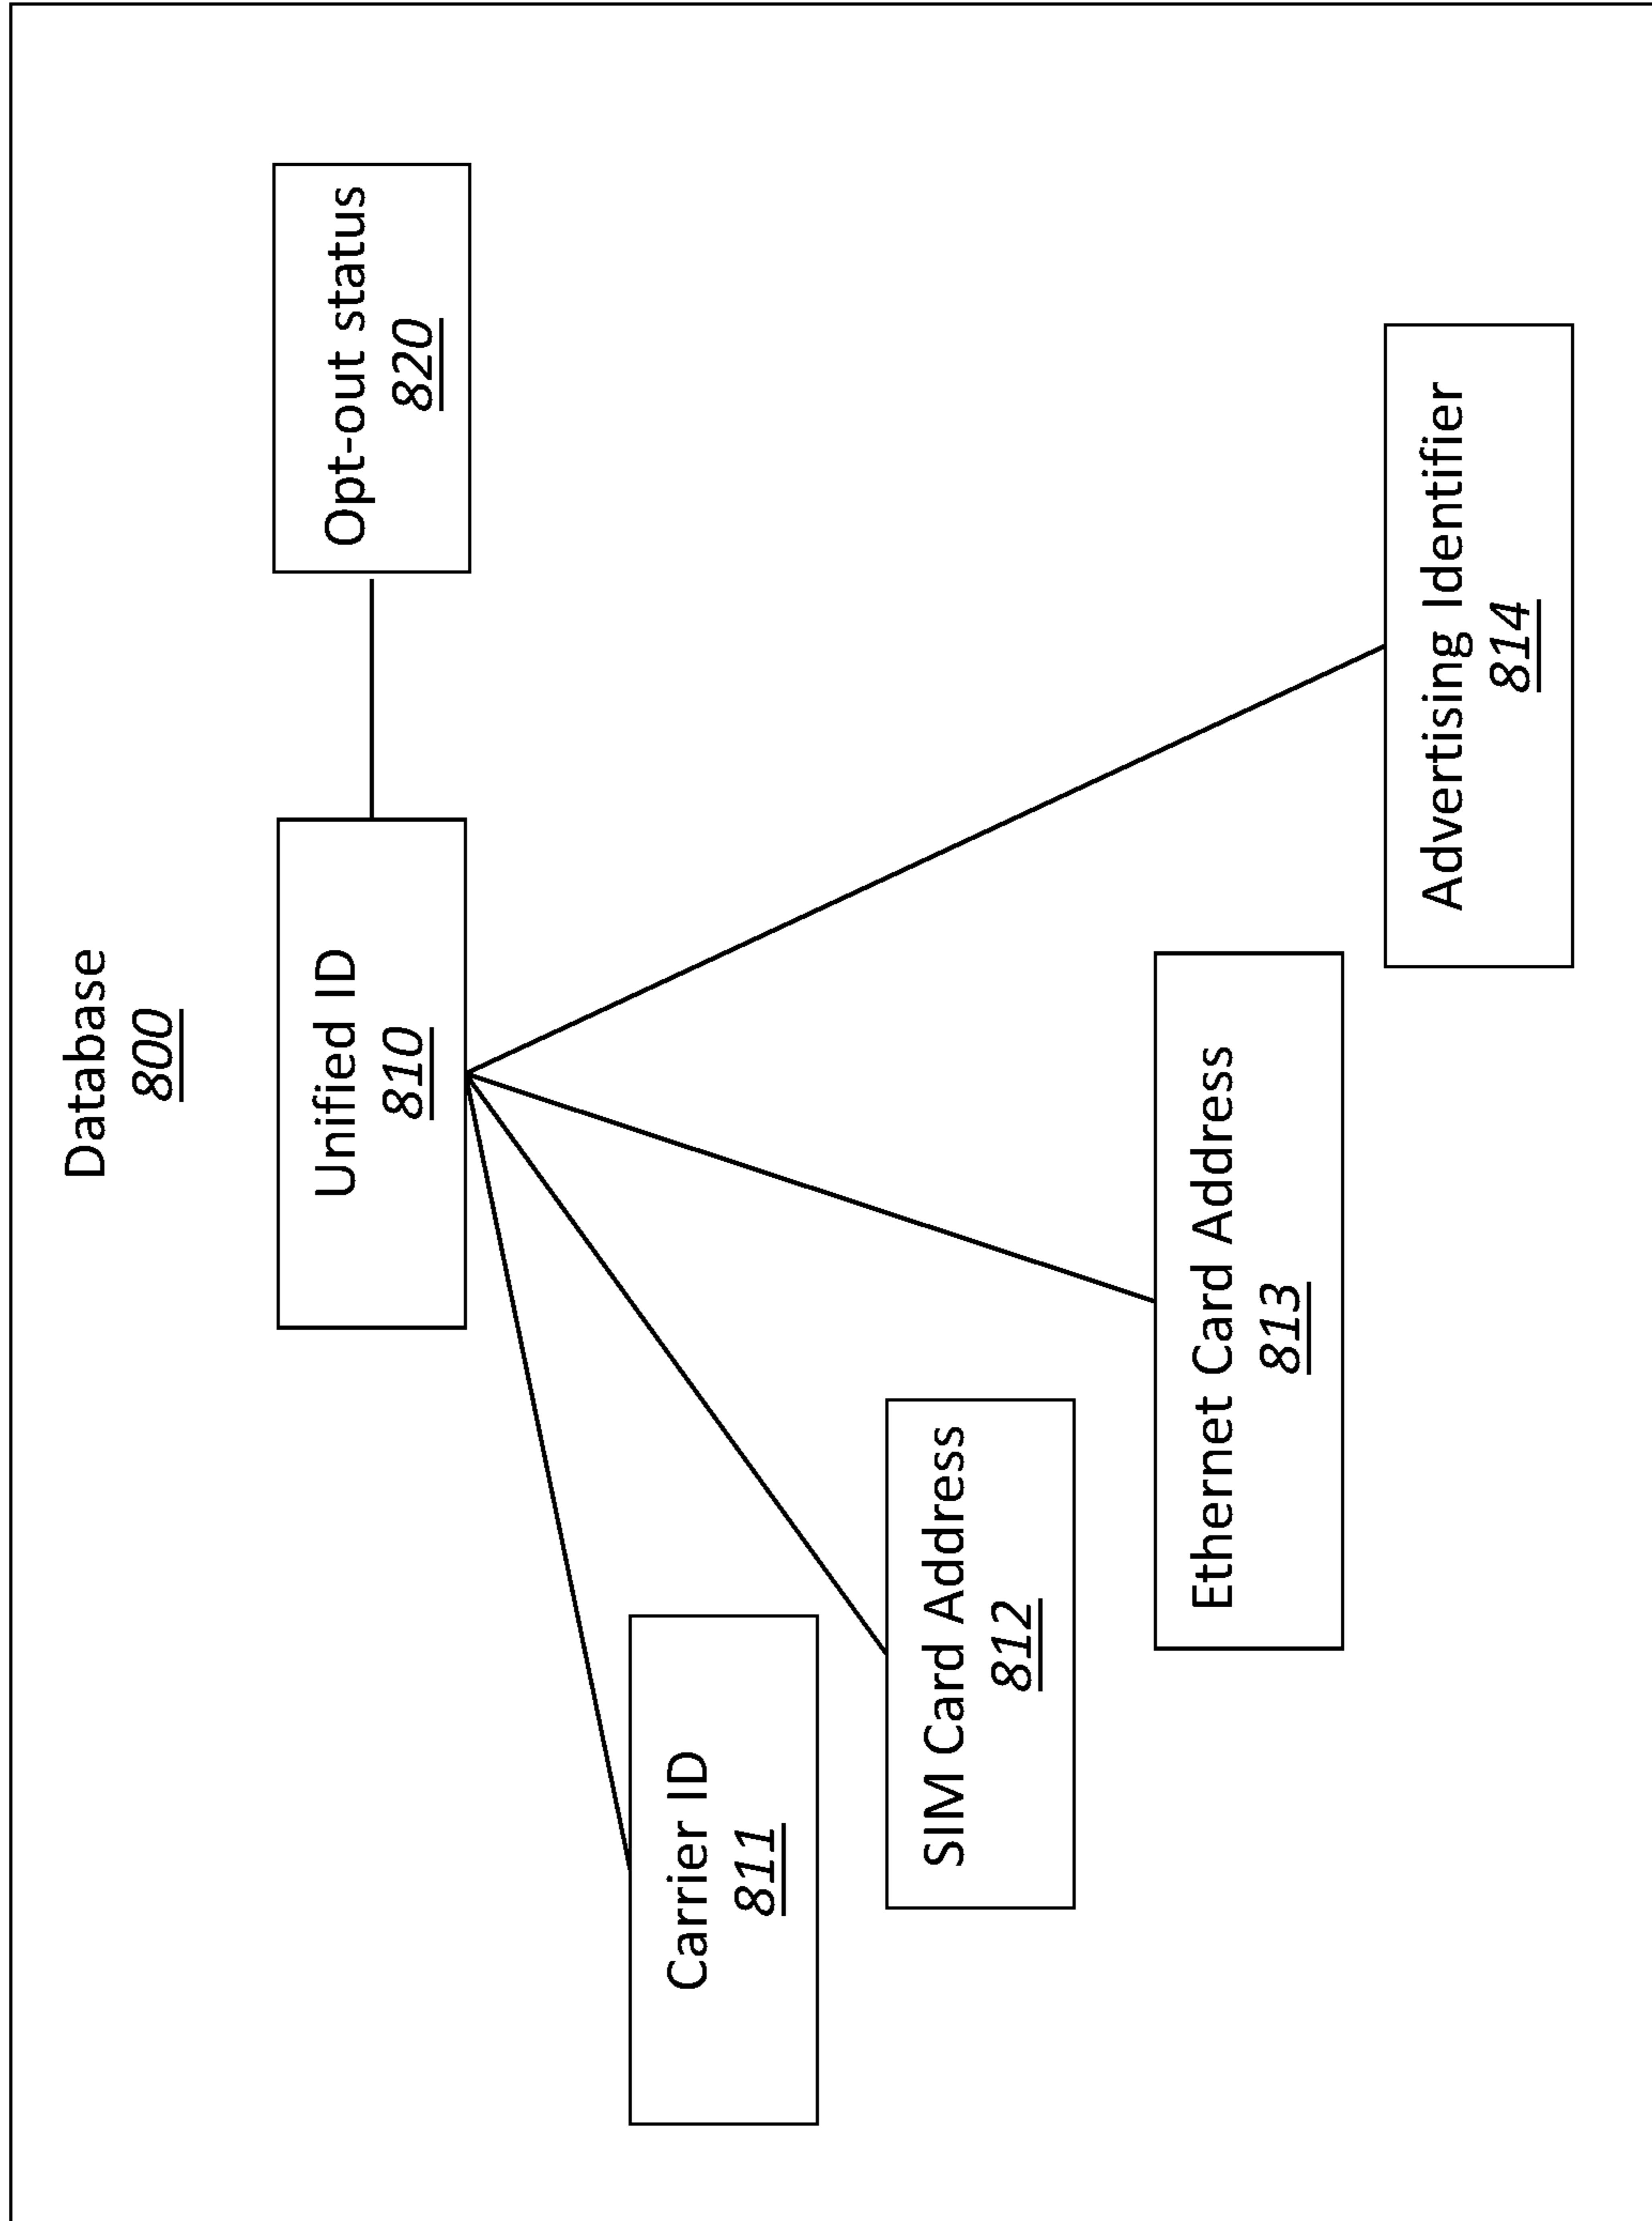 Database
800
Unified ID
810
Opt-out status
820
Carrier ID
811
SIM Card Address
812
Ethernet Card Address
813
Advertising Identifier
814